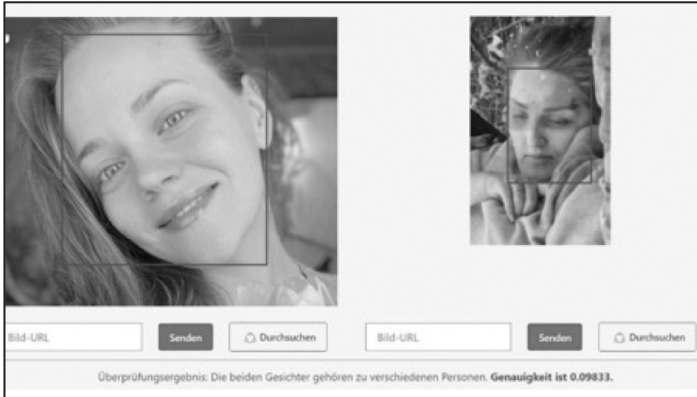 Bild-URL Senden Durchsuchen Bild-URL Senden Durchsuchen
Überprüfungsergebnis: Die beiden Gesichter gehören zu verschiedenen Personen. Genauigkeit ist 0.09833.